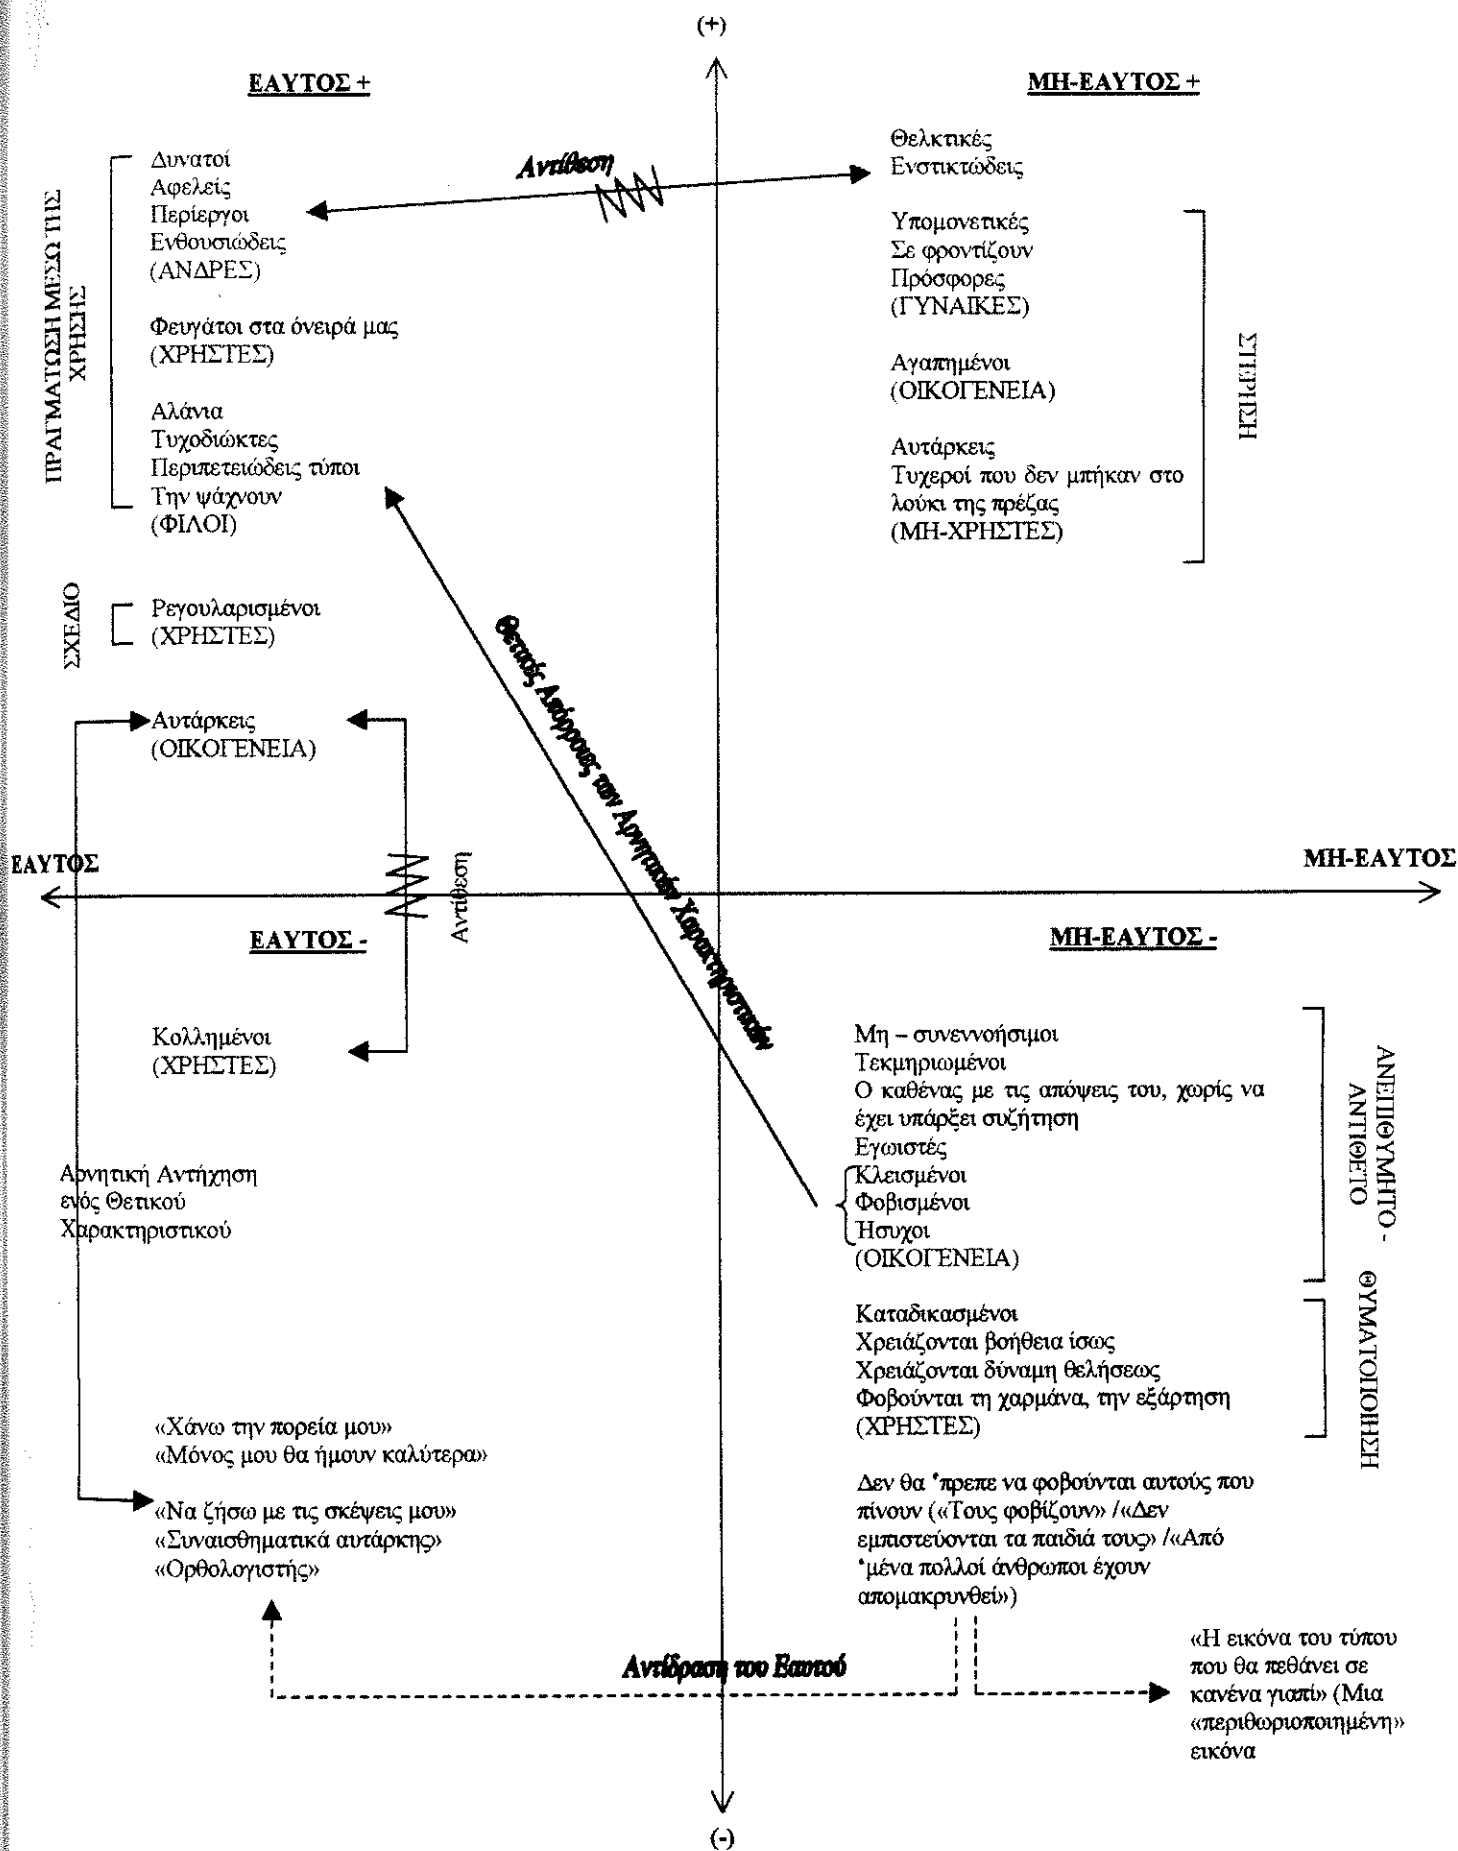 (+)
ΕΑΥΤΟΣ +
ΠΡΑΓΜΑΤΩΣΗ ΜΕΣΩ ΤΗΣ
ΧΡΗΣΗΣ
Δυνατοί
Αφελείς
Περίεργοι
Ενθουσιώδεις
(ΑΝΔΡΕΣ)
Φευγάτοι στα όνειρά μας
(ΧΡΗΣΤΕΣ)
Αλάνια
Τυχοδιώκτες
Περιπετειώδεις τύποι
Την ψάχνουν
(ΦΙΛΟΙ)
ΣΧΕΔΙΟ
Ρεγουλαρισμένοι
(ΧΡΗΣΤΕΣ)
Αυτάρκεις
(ΟΙΚΟΓΕΝΕΙΑ)
Αντίθεση
ΜΗ-ΕΑΥΤΟΣ +
Θελκτικές
Ενστικτώδεις
Υπομονετικές
Σε φροντίζουν
Πρόσφορες
(ΓΥΝΑΙΚΕΣ)
Αγαπημένοι
(ΟΙΚΟΓΕΝΕΙΑ)
Αυτάρκεις
Τυχεροί που δεν μπήκαν στο
λούκι της πρέζας
(ΜΗ-ΧΡΗΣΤΕΣ)
ΣΤΕΡΗΣΗ
Θετικές Απόρροιες των Αρνητικών Χαρακτηριστικών
ΕΑΥΤΟΣ
ΜΗ-ΕΑΥΤΟΣ
Αντίθεση
ΕΑΥΤΟΣ -
Κολλημένοι
(ΧΡΗΣΤΕΣ)
Αρνητική Αντήχηση
ενός Θετικού
Χαρακτηριστικού
«Χάνω την πορεία μου»
«Μόνος μου θα ήμουν καλύτερα»
«Να ζήσω με τις σκέψεις μου»
«Συναισθηματικά αυτάρκης»
«Ορθολογιστής»
ΜΗ-ΕΑΥΤΟΣ -
Μη – συνεννοήσιμοι
Τεκμηριωμένοι
Ο καθένας με τις απόψεις του, χωρίς να
έχει υπάρξει συζήτηση
Εγωιστές
Κλεισμένοι
Φοβισμένοι
Ήσυχοι
(ΟΙΚΟΓΕΝΕΙΑ)
ΑΝΕΠΙΘΥΜΗΤΟ -
ΑΝΤΙΘΕΤΟ
Καταδικασμένοι
Χρειάζονται βοήθεια ίσως
Χρειάζονται δύναμη θελήσεως
Φοβούνται τη χαρμάνα, την εξάρτηση
(ΧΡΗΣΤΕΣ)
ΘΥΜΑΤΟΠΟΙΗΣΗ
Δεν θα ‘πρεπε να φοβούνται αυτούς που
πίνουν («Τους φοβίζουν» /«Δεν
εμπιστεύονται τα παιδιά τους» /«Από
‘μένα πολλοί άνθρωποι έχουν
απομακρυνθεί»)
Αντίδραση του Εαυτού
«Η εικόνα του τύπου
που θα πεθάνει σε
κανένα γιαπί» (Μια
«περιθωριοποιημένη»
εικόνα
(-)